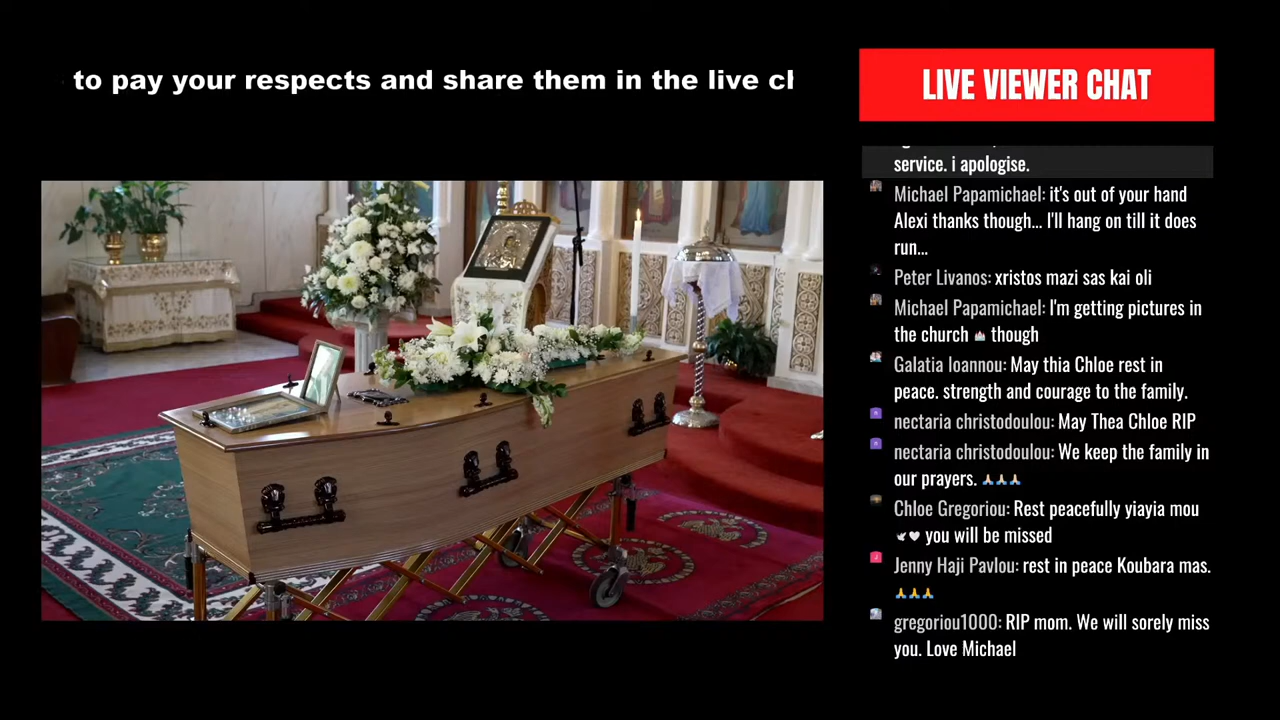 to pay your respects and share them in the live
LIVE VIEWER CHAT
service. i apologise.
Michael Papamichael: it's out of your hand
Alexi thanks though... I'll hang on till it does
run...
Peter Livanos: xristos mazi sas kai oli
Michael Papamichael: I'm getting pictures in
the church ⛪ though
Galatia Ioannou: May thia Chloe rest in
peace. strength and courage to the family.
nectaria christodoulou: May Thea Chloe RIP
nectaria christodoulou: We keep the family in
our prayers. 🙏🙏🙏
Chloe Gregoriou: Rest peacefully yiayia mou
🕊🤍 you will be missed
Jenny Haji Pavlou: rest in peace Koubara mas.
🙏🙏🙏
gregoriou1000: RIP mom. We will sorely miss
you. Love Michael